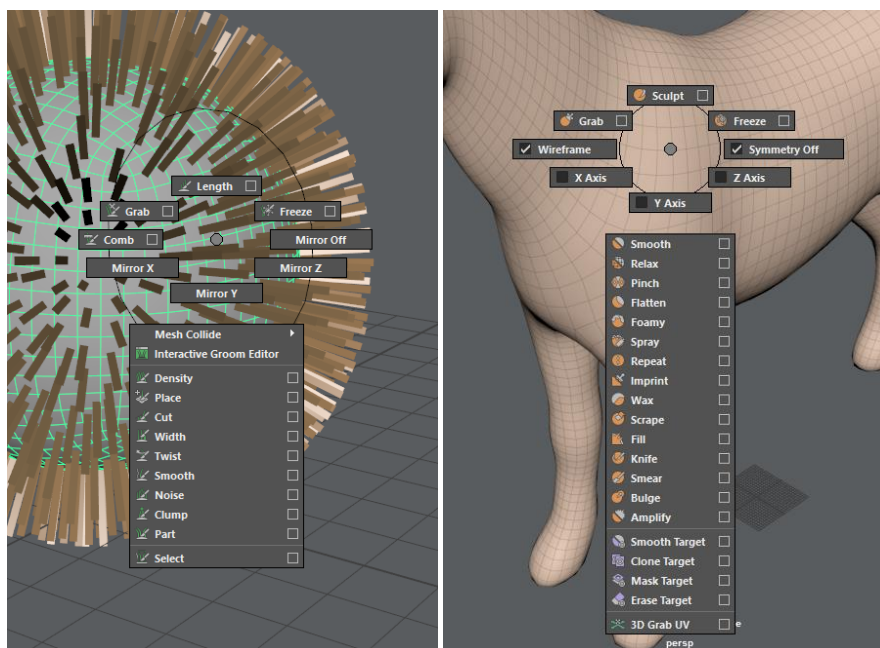 Length
Grab
Freeze
Comb
Mirror Off
Mirror X
Mirror Z
Mirror Y
Mesh Collide
Interactive Groom Editor
Density
Place
Cut
Width
Twist
Smooth
Noise
Clump
Part
Select
Sculpt
Grab
Freeze
Wireframe
Symmetry Off
X Axis
Z Axis
Y Axis
Smooth
Relax
Pinch
Flatten
Foamy
Spray
Repeat
Imprint
Wax
Scrape
Fill
Knife
Smear
Bulge
Amplify
Smooth Target
Clone Target
Mask Target
Erase Target
3D Grab UV
e
persp